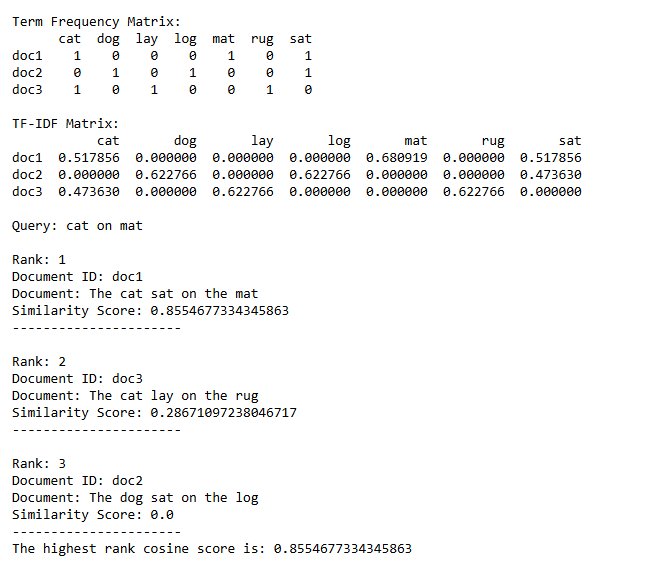 Term Frequency Matrix:
      cat  dog  lay  log  mat  rug  sat
doc1    1    0    0    0    1    0    1
doc2    0    1    0    1    0    0    1
doc3    1    0    1    0    0    1    0
TF-IDF Matrix:
           cat       dog       lay       log       mat       rug       sat
doc1  0.517856  0.000000  0.000000  0.000000  0.680919  0.000000  0.517856
doc2  0.000000  0.622766  0.000000  0.622766  0.000000  0.000000  0.473630
doc3  0.473630  0.000000  0.622766  0.000000  0.000000  0.622766  0.000000
Query: cat on mat
Rank: 1
Document ID: doc1
Document: The cat sat on the mat
Similarity Score: 0.8554677334345863
----------------------
Rank: 2
Document ID: doc3
Document: The cat lay on the rug
Similarity Score: 0.28671097238046717
----------------------
Rank: 3
Document ID: doc2
Document: The dog sat on the log
Similarity Score: 0.0
----------------------
The highest rank cosine score is: 0.8554677334345863